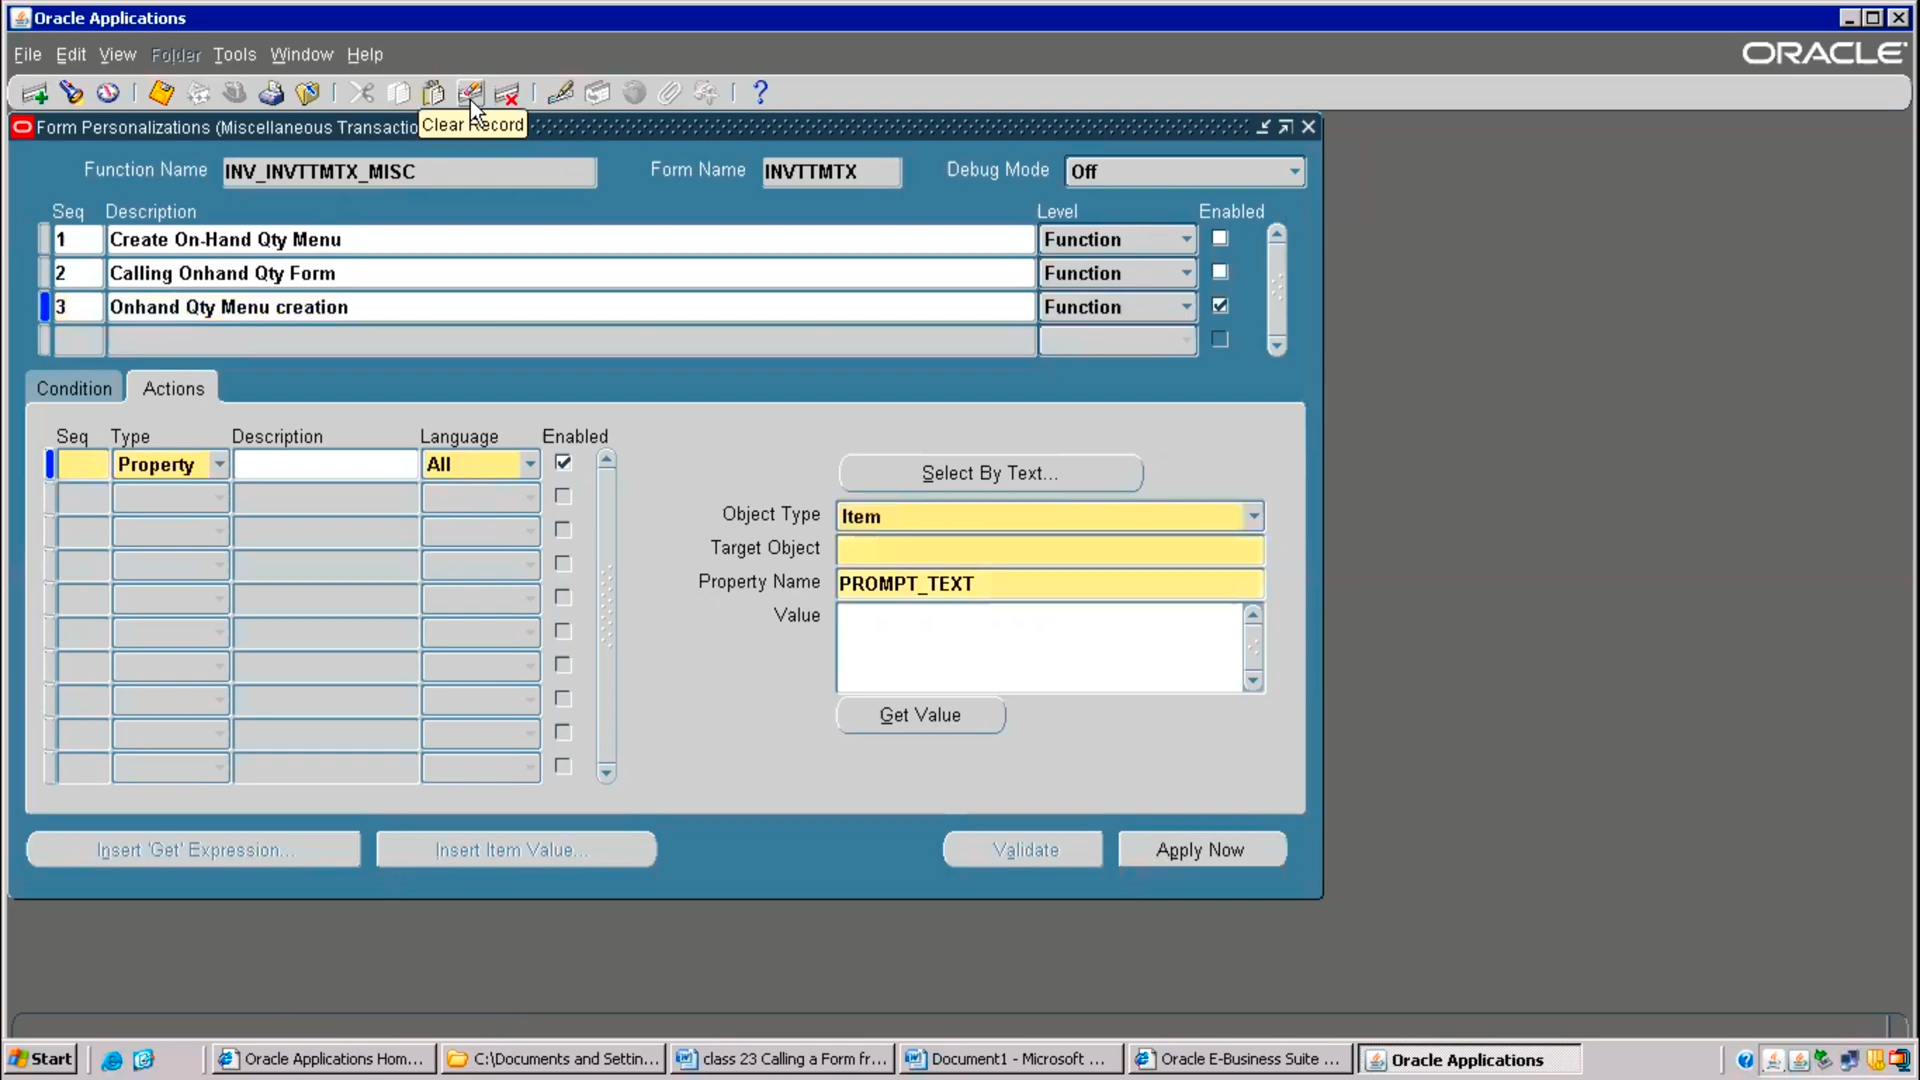 Oracle Applications
File Edit View Folder Tools Window Help
ORACLE
Clear Record
Form Personalizations (Miscellaneous Transactio
Function Name INV_INVTTMTX_MISC Form Name INVTTMTX Debug Mode Off
Seq Description Level Enabled
1 Create On-Hand Qty Menu Function
2 Calling Onhand Qty Form Function
3 Onhand Qty Menu creation Function
Condition Actions
Seq Type Description Language Enabled
Property All
Select By Text...
Object Type Item
Target Object
Property Name PROMPT_TEXT
Value
Get Value
Insert 'Get' Expression... Insert Item Value... Validate Apply Now
Start Oracle Applications Hom... C:\Documents and Settin... class 23 Calling a Form fr... Document1 - Microsoft ... Oracle E-Business Suite ... Oracle Applications